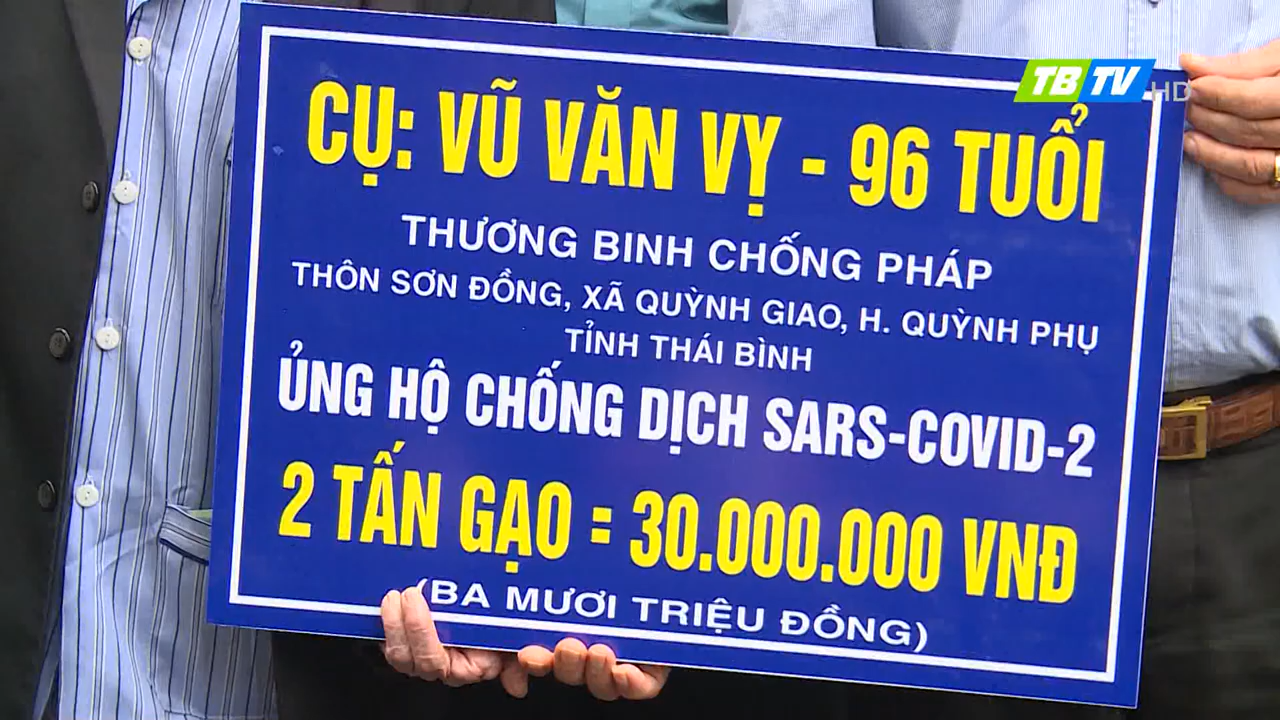 TBTV HD
CỤ: VŨ VĂN VỴ - 96 TUỔI
THƯƠNG BINH CHỐNG PHÁP
THÔN SƠN ĐỒNG, XÃ QUỲNH GIAO, H. QUỲNH PHỤ
TỈNH THÁI BÌNH
ỦNG HỘ CHỐNG DỊCH SARS-COVID-2
2 TẤN GẠO = 30.000.000 VNĐ
(BA MƯƠI TRIỆU ĐỒNG)